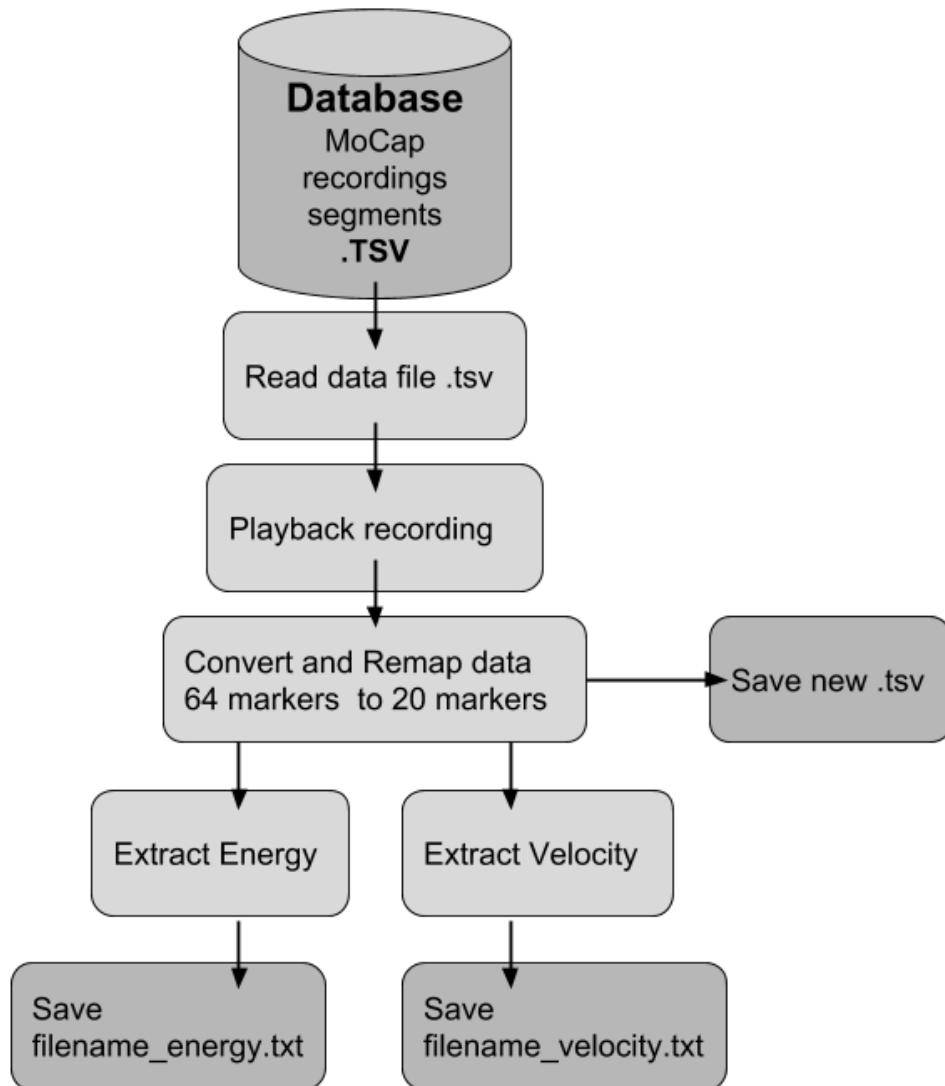 Database
MoCap
recordings
segments
.TSV
Read data file .tsv
Playback recording
Convert and Remap data
64 markers  to 20 markers
Save new .tsv
Extract Energy
Extract Velocity
Save
filename_energy.txt
Save
filename_velocity.txt